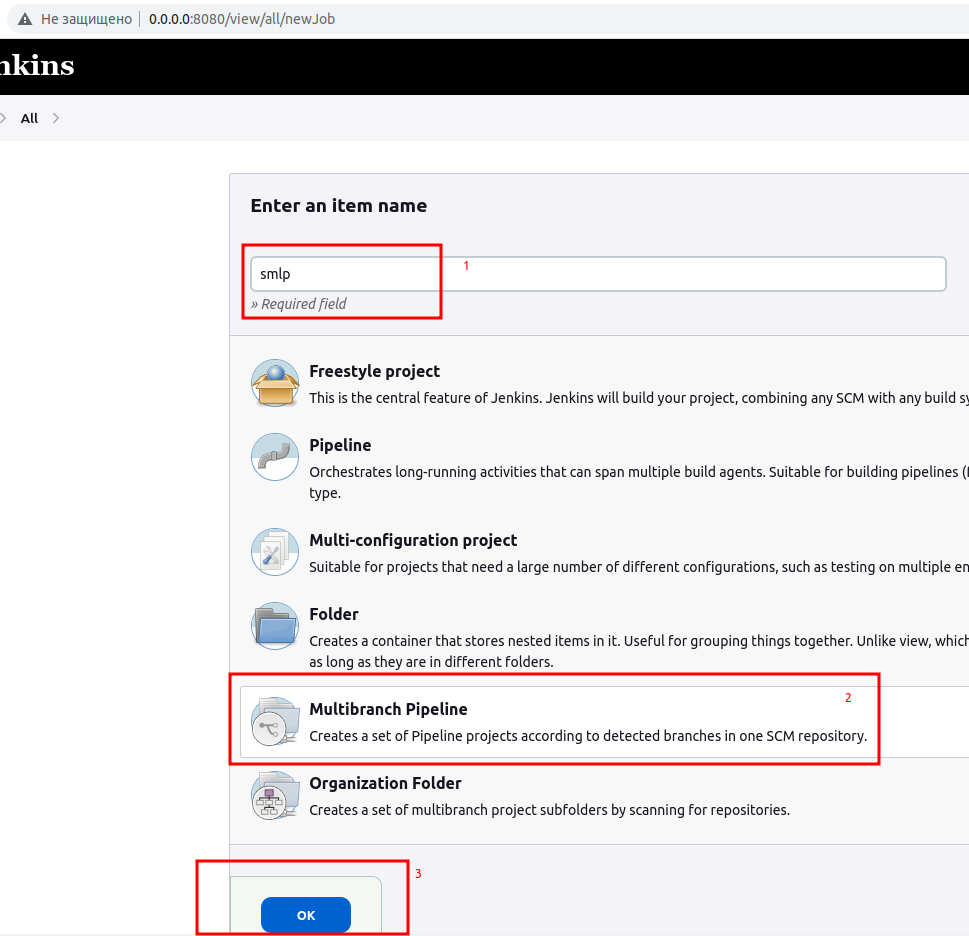 Не защищено 0.0.0.0:8080/view/all/newJob
nkins
All
Enter an item name
smlp 1
» Required field
Freestyle project
This is the central feature of Jenkins. Jenkins will build your project, combining any SCM with any build sy
Pipeline
Orchestrates long-running activities that can span multiple build agents. Suitable for building pipelines (f
type.
Multi-configuration project
Suitable for projects that need a large number of different configurations, such as testing on multiple en
Folder
Creates a container that stores nested items in it. Useful for grouping things together. Unlike view, which
as long as they are in different folders.
2
Multibranch Pipeline
Creates a set of Pipeline projects according to detected branches in one SCM repository.
Organization Folder
Creates a set of multibranch project subfolders by scanning for repositories.
3
OK